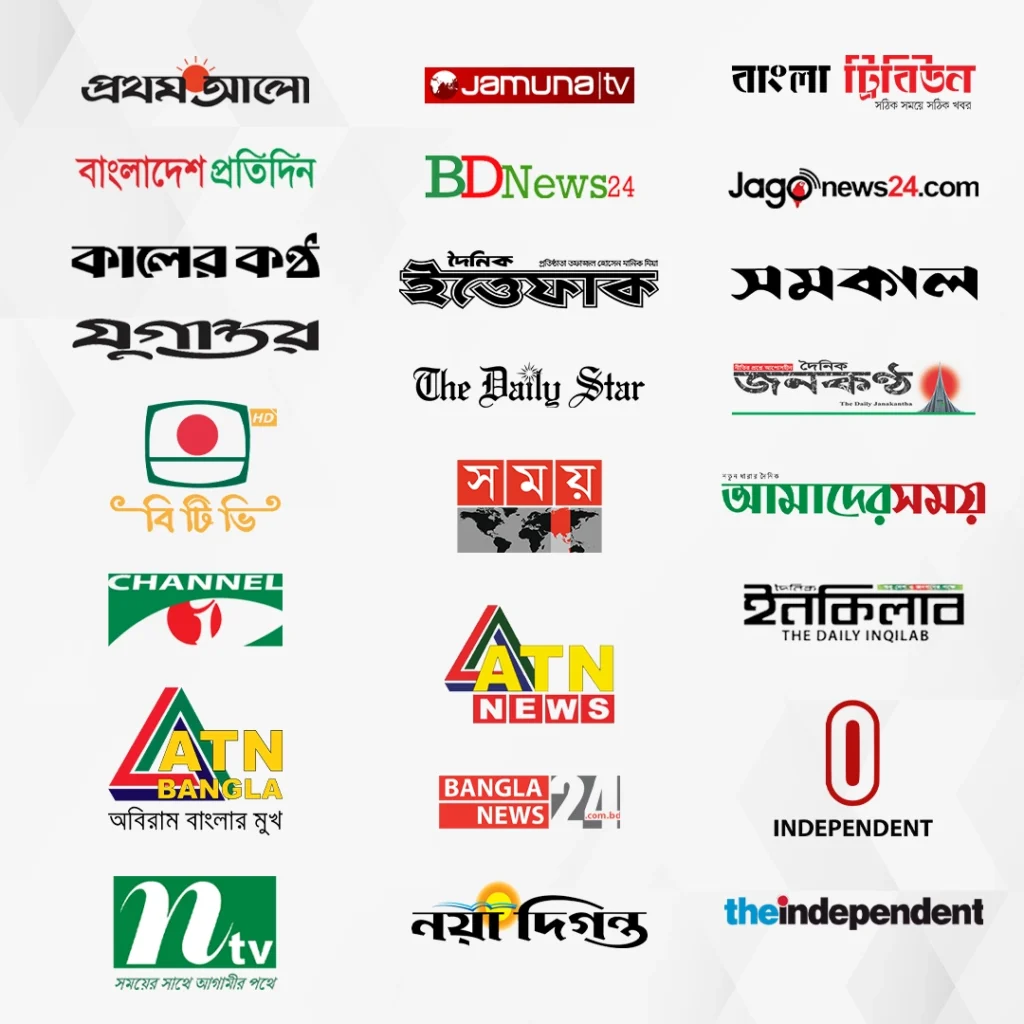 প্রথম আলো
বাংলাদেশ প্রতিদিন
কালের কণ্ঠ
যুগান্তর
HD
বি টি ভি
CHANNEL
i
ATN
BANGLA
অবিরাম বাংলার মুখ
ntv
সময়ের সাথে আগামীর পথে
Jamuna|tv
BDNews24
দৈনিক
প্রতিষ্ঠাতা তফাজ্জল হোসেন মানিক মিয়া
ইত্তেফাক
The Daily Star
সময়
ATN
NEWS
BANGLA
NEWS
24
.com.bd
নয়া দিগন্ত
বাংলা ট্রিবিউন
সঠিক সময়ে সঠিক খবর
Jagonews24.com
সমকাল
দৈনিক
জনকণ্ঠ
The Daily Janakantha
নতুন ধারার দৈনিক
আমাদের সময়
দৈনিক
ইনকিলাব
THE DAILY INQILAB
INDEPENDENT
theindependent